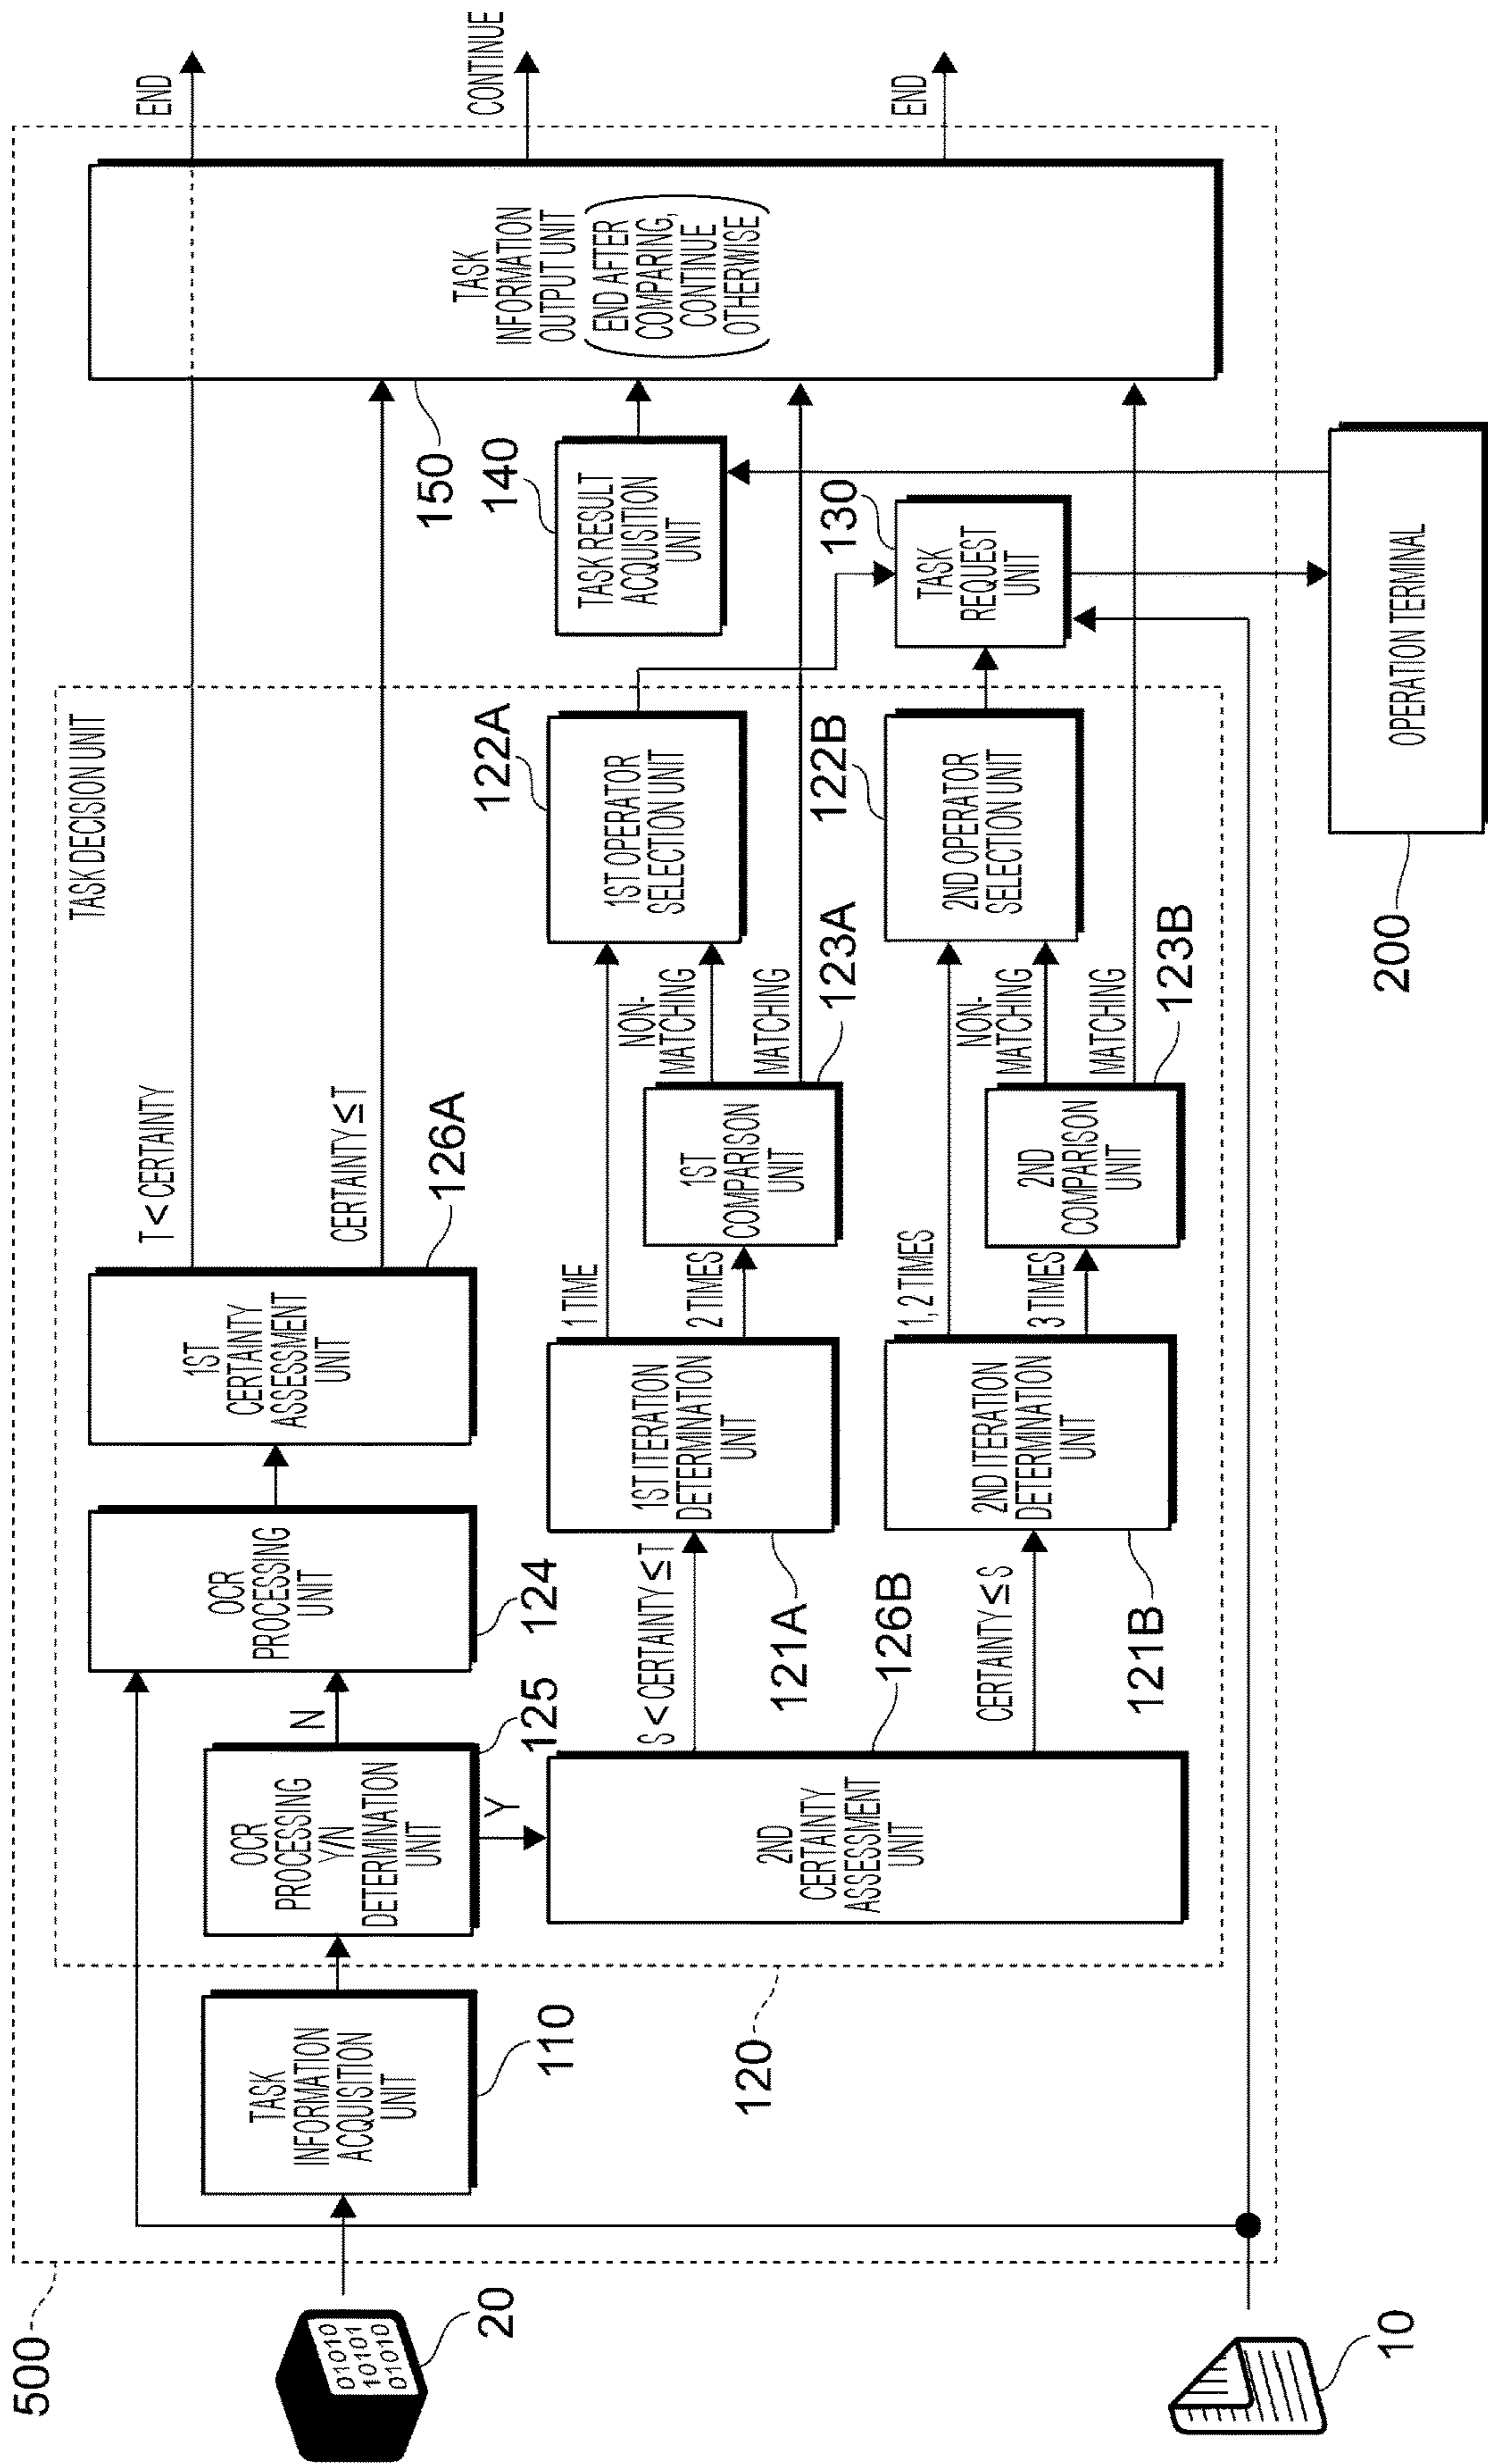 500
20
01010
10101
01010
10
TASK
INFORMATION
ACQUISITION
UNIT
110
120
TASK DECISION UNIT
OCR
PROCESSING
Y/N
DETERMINATION
UNIT
125
N
Y
OCR
PROCESSING
UNIT
124
1ST
CERTAINTY
ASSESSMENT
UNIT
126A
T < CERTAINTY
CERTAINTY ≤ T
2ND
CERTAINTY
ASSESSMENT
UNIT
126B
S < CERTAINTY ≤ T
CERTAINTY ≤ S
1ST ITERATION
DETERMINATION
UNIT
121A
1 TIME
2 TIMES
1ST
COMPARISON
UNIT
123A
NON-
MATCHING
MATCHING
1ST OPERATOR
SELECTION UNIT
122A
2ND ITERATION
DETERMINATION
UNIT
121B
1, 2 TIMES
3 TIMES
2ND
COMPARISON
UNIT
123B
NON-
MATCHING
MATCHING
2ND OPERATOR
SELECTION UNIT
122B
TASK RESULT
ACQUISITION
UNIT
140
TASK
REQUEST
UNIT
130
TASK
INFORMATION
OUTPUT UNIT
(END AFTER
COMPARING,
CONTINUE
OTHERWISE)
150
END
CONTINUE
END
OPERATION TERMINAL
200